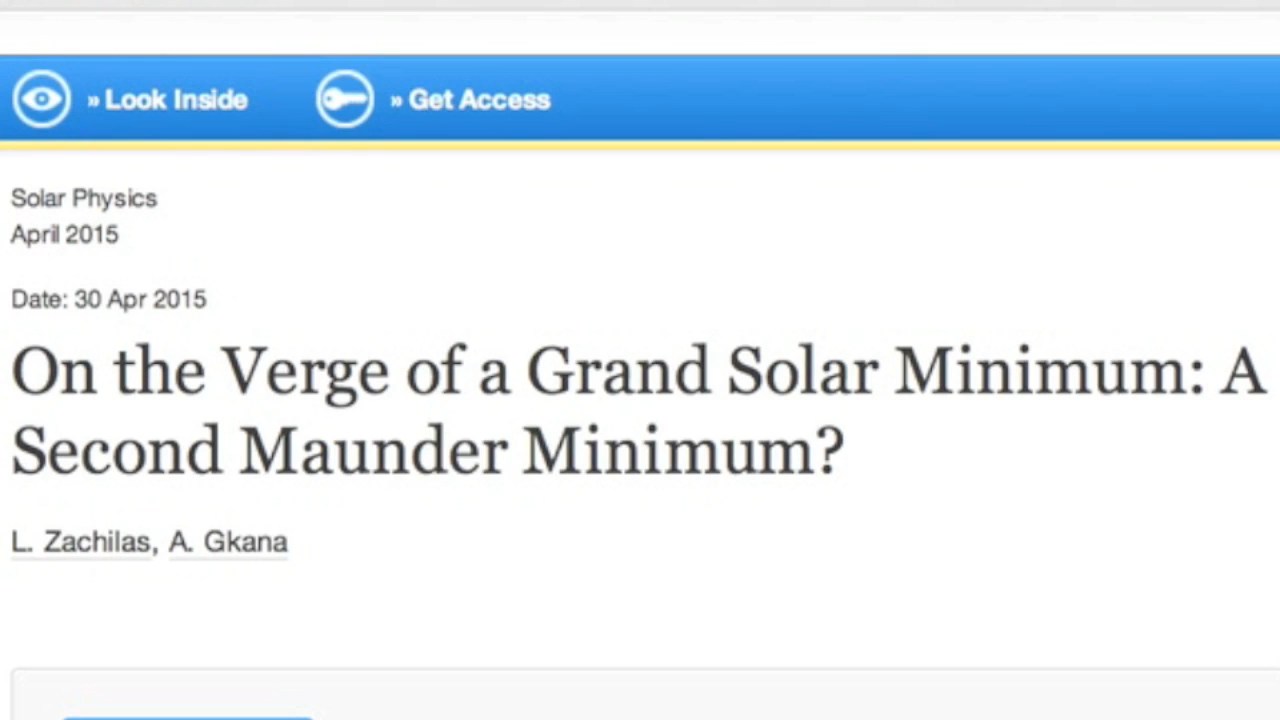 » Look Inside » Get Access
Solar Physics
April 2015
Date: 30 Apr 2015
On the Verge of a Grand Solar Minimum: A
Second Maunder Minimum?
L. Zachilas, A. Gkana